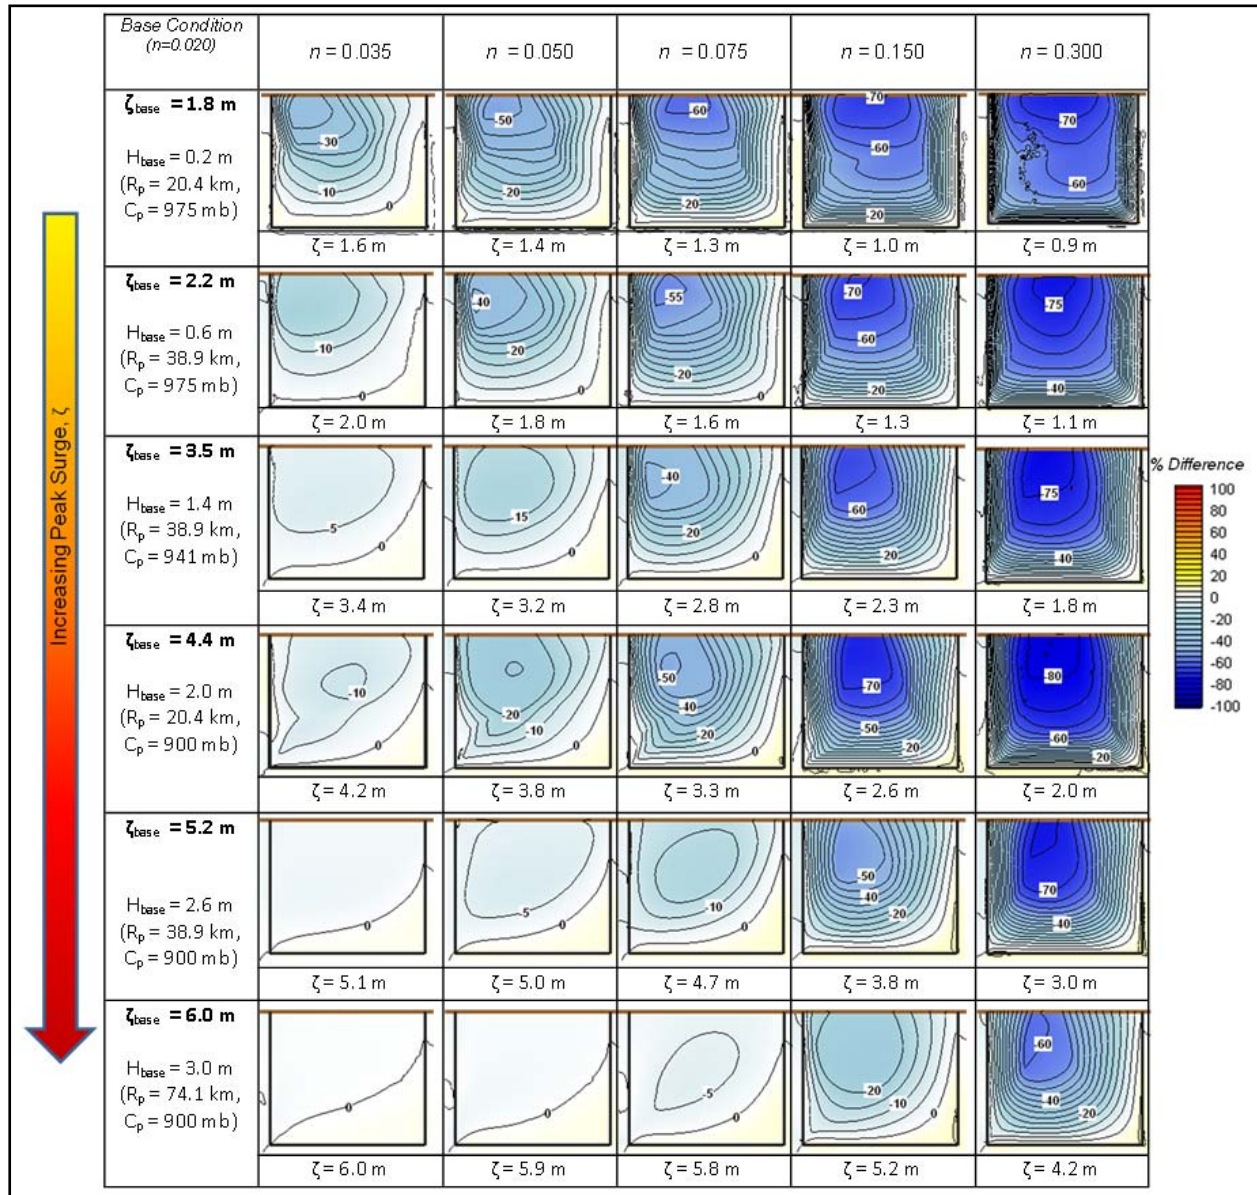 Base Condition
(n=0.020)
n = 0.035
n = 0.050
n = 0.075
n = 0.150
n = 0.300
ζbase = 1.8 m
Hbase = 0.2 m
(Rp = 20.4 km,
Cp = 975 mb)
-30
-10
0
-50
-20
0
-60
-20
-70
-60
-20
-70
-60
ζ = 1.6 m
ζ = 1.4 m
ζ = 1.3 m
ζ = 1.0 m
ζ = 0.9 m
ζbase = 2.2 m
Hbase = 0.6 m
(Rp = 38.9 km,
Cp = 975 mb)
-10
0
-40
-20
0
-55
-20
0
-70
-60
-20
-75
-40
ζ = 2.0 m
ζ = 1.8 m
ζ = 1.6 m
ζ = 1.3
ζ = 1.1 m
ζbase = 3.5 m
Hbase = 1.4 m
(Rp = 38.9 km,
Cp = 941 mb)
-5
0
-15
0
-40
-20
0
-60
-20
-75
-40
ζ = 3.4 m
ζ = 3.2 m
ζ = 2.8 m
ζ = 2.3 m
ζ = 1.8 m
ζbase = 4.4 m
Hbase = 2.0 m
(Rp = 20.4 km,
Cp = 900 mb)
-10
0
-20
-10
0
-50
-40
-20
0
-70
-50
-20
-80
-60
-20
ζ = 4.2 m
ζ = 3.8 m
ζ = 3.3 m
ζ = 2.6 m
ζ = 2.0 m
ζbase = 5.2 m
Hbase = 2.6 m
(Rp = 38.9 km,
Cp = 900 mb)
0
-5
0
-10
0
-50
-40
-20
-70
-40
ζ = 5.1 m
ζ = 5.0 m
ζ = 4.7 m
ζ = 3.8 m
ζ = 3.0 m
ζbase = 6.0 m
Hbase = 3.0 m
(Rp = 74.1 km,
Cp = 900 mb)
0
0
-5
0
-20
-10
0
-60
-40
-20
ζ = 6.0 m
ζ = 5.9 m
ζ = 5.8 m
ζ = 5.2 m
ζ = 4.2 m
Increasing Peak Surge, ζ
% Difference
100
80
60
40
20
0
-20
-40
-60
-80
-100